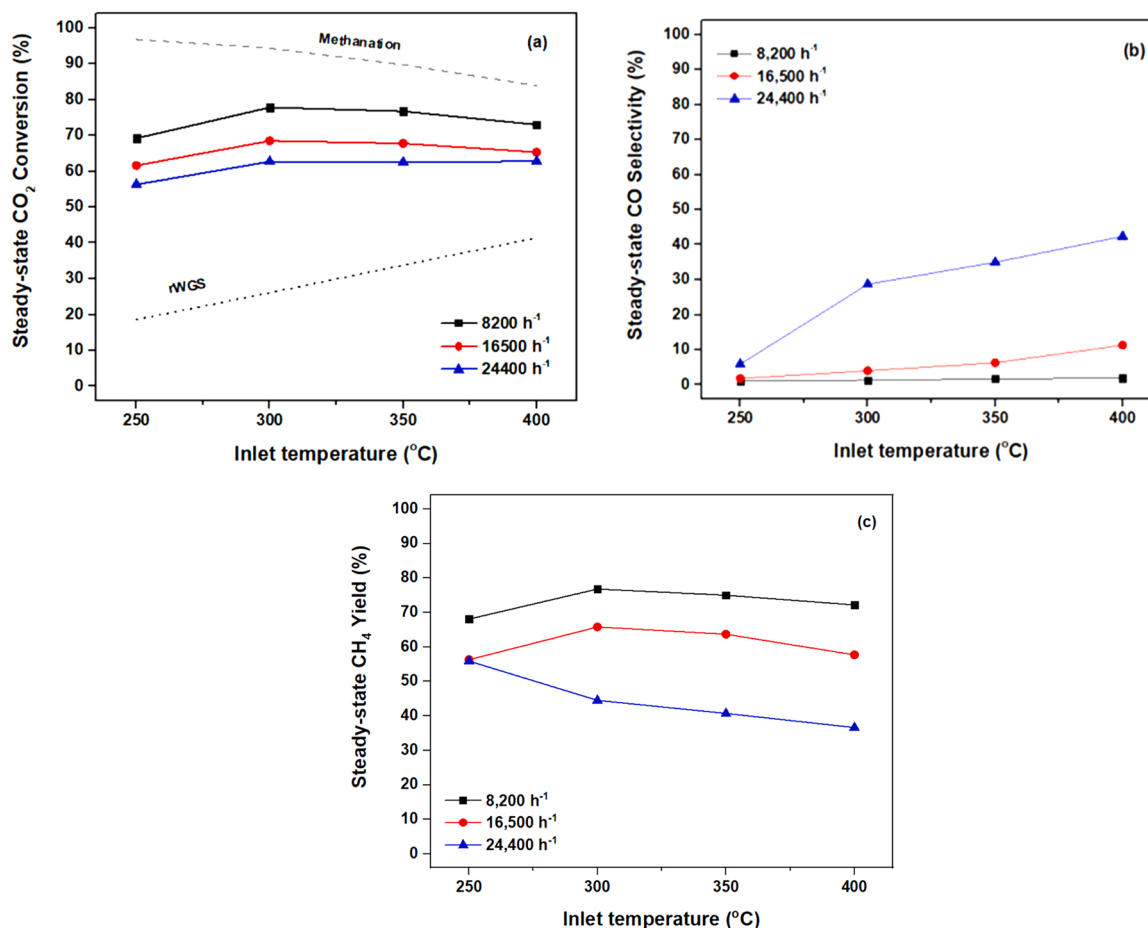 Steady-state CO2 Conversion (%)
100
90
80
70
60
50
40
30
20
10
0
Methanation
(a)
rWGS
8200 h-1
16500 h-1
24400 h-1
250
300
350
400
Inlet temperature (oC)
Steady-state CO Selectivity (%)
100
90
80
70
60
50
40
30
20
10
0
8,200 h-1
16,500 h-1
24,400 h-1
(b)
250
300
350
400
Inlet temperature (oC)
Steady-state CH4 Yield (%)
100
90
80
70
60
50
40
30
20
10
0
(c)
8,200 h-1
16,500 h-1
24,400 h-1
250
300
350
400
Inlet temperature (oC)